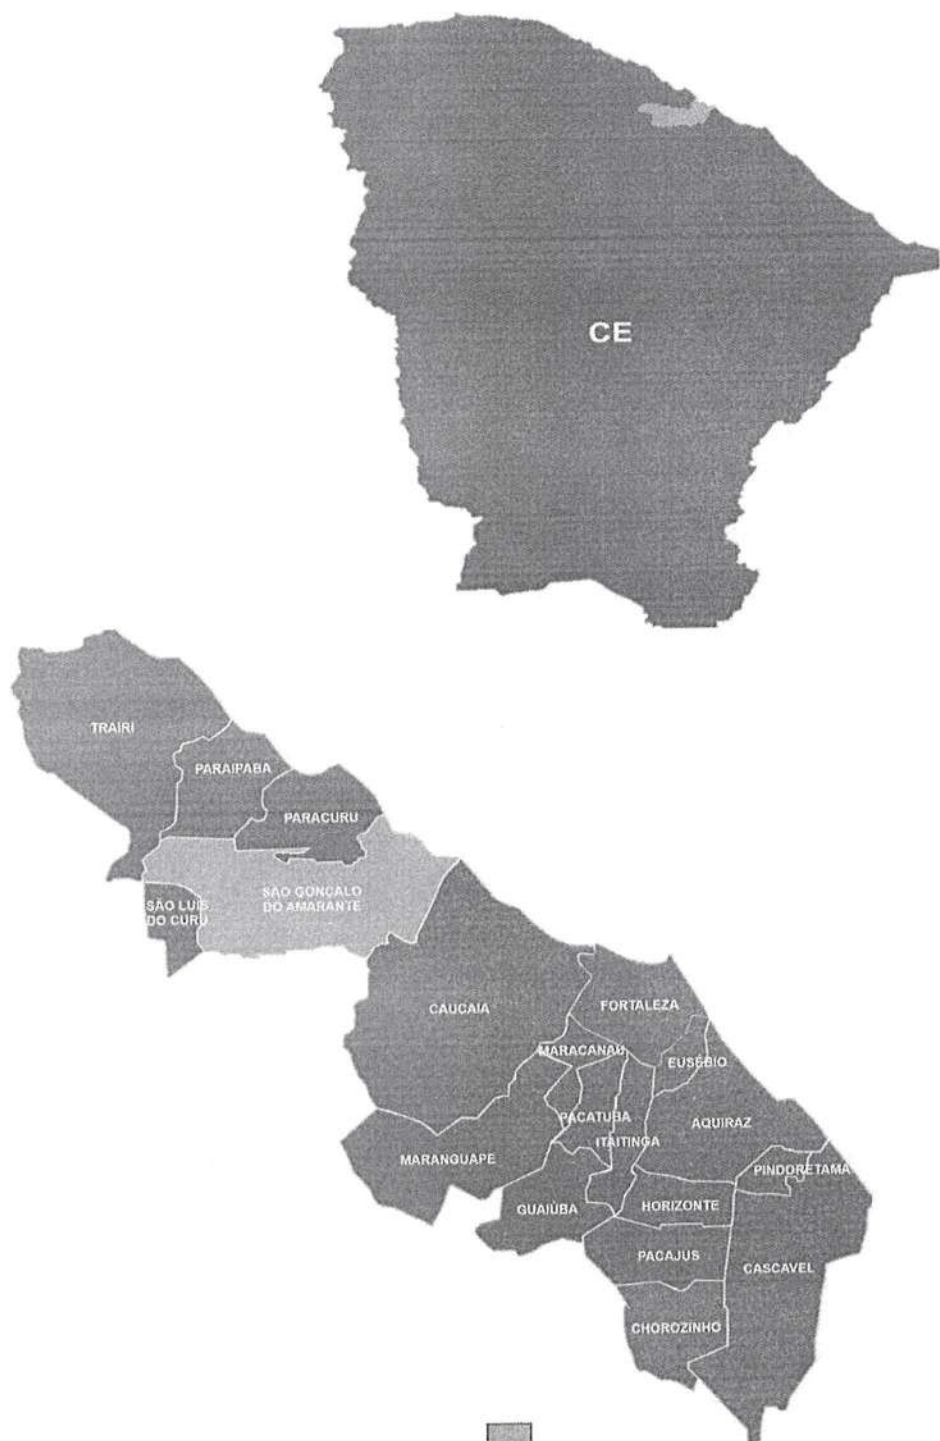 CE
TRAIRI
PARAIPABA
PARACURU
SÃO GONÇALO
DO AMARANTE
SÃO LUIS
DO CURU
CAUCAIA
FORTALEZA
MARACANAÚ
EUSÉBIO
PACATUBA
AQUIRAZ
ITAITINGA
MARANGUAPE
PINDORETAMA
GUAIÚBA
HORIZONTE
PACAJUS
CASCAVEL
CHOROZINHO